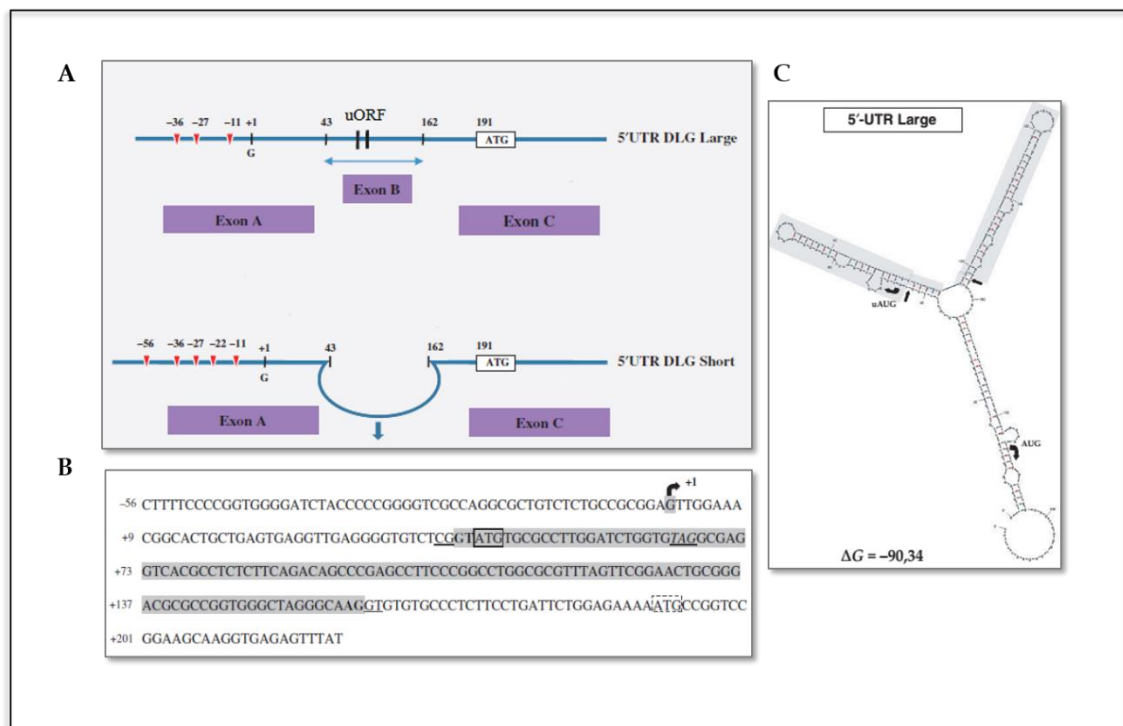 A
−36 −27 −11 +1 43 uORF 162 191
ATG
5′UTR DLG Large
G
Exon B
Exon A
Exon C
−56 −36 −27 −22 −11 +1 43 162 191
ATG
5′UTR DLG Short
G
Exon A
Exon C
B
+1
−56 CTTTTCCCCGGTGGGGATCTACCCCCGGGGTCGCCAGGCGCTGTCTCTGCCGCGGAGTTGGAAA
+9 CGGCACTGCTGAGTGAGGTTGAGGGGTGTCTCGGTATGTGCGCCTTGGATCTGGTGTAGGCGAG
+73 GTCACGCCTCTCTTCAGACAGCCCGAGCCTTCCCGGCCTGGCGCGTTTAGTTCGGAACTGCGGG
+137 ACGCGCCGGTGGGCTAGGGCAAGGTGTGTGCCCTCTTCCTGATTCTGGAGAAAAATGCCGGTCC
+201 GGAAGCAAGGTGAGAGTTTAT
C
5′-UTR Large
uAUG
AUG
ΔG = −90,34